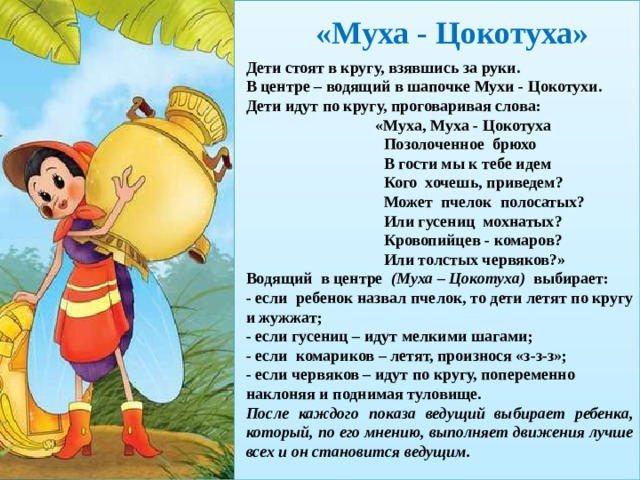 «Муха - Цокотуха»
Дети стоят в кругу, взявшись за руки.
В центре – водящий в шапочке Мухи - Цокотухи.
Дети идут по кругу, проговаривая слова:
«Муха, Муха - Цокотуха
Позолоченное брюхо
В гости мы к тебе идем
Кого хочешь, приведем?
Может пчелок полосатых?
Или гусениц мохнатых?
Кровопийцев - комаров?
Или толстых червяков?»
Водящий в центре (Муха – Цокотуха) выбирает:
- если ребенок назвал пчелок, то дети летят по кругу
и жужжат;
- если гусениц – идут мелкими шагами;
- если комариков – летят, произнося «з-з-з»;
- если червяков – идут по кругу, попеременно
наклоняя и поднимая туловище.
После каждого показа ведущий выбирает ребенка,
который, по его мнению, выполняет движения лучше
всех и он становится ведущим.